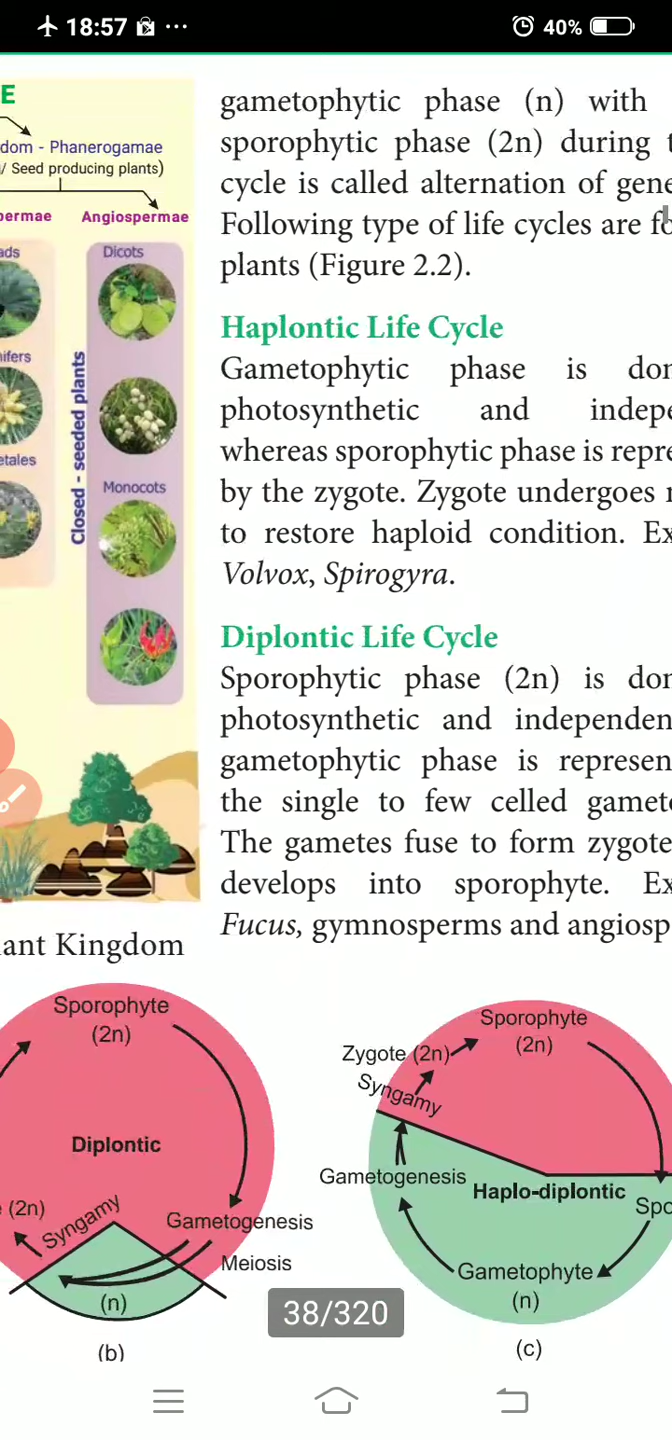 18:57
40%
E
dom - Phanerogamae
/ Seed producing plants)
permae
Angiospermae
ads
Dicots
nifers
etales
Closed - seeded plants
Monocots
lant Kingdom
gametophytic phase (n) with
sporophytic phase (2n) during t
cycle is called alternation of gene
Following type of life cycles are fo
plants (Figure 2.2).
Haplontic Life Cycle
Gametophytic phase is don
photosynthetic and indepe
whereas sporophytic phase is repre
by the zygote. Zygote undergoes
to restore haploid condition. Ex
Volvox, Spirogyra.
Diplontic Life Cycle
Sporophytic phase (2n) is don
photosynthetic and independen
gametophytic phase is represen
the single to few celled gameto
The gametes fuse to form zygote
develops into sporophyte. Ex
Fucus, gymnosperms and angiosp
Sporophyte
(2n)
Diplontic
e (2n)
Syngamy
Gametogenesis
Meiosis
(n)
(b)
Sporophyte
(2n)
Zygote (2n)
Syngamy
Gametogenesis
Haplo-diplontic
Spo
Gametophyte
(n)
(c)
38/320